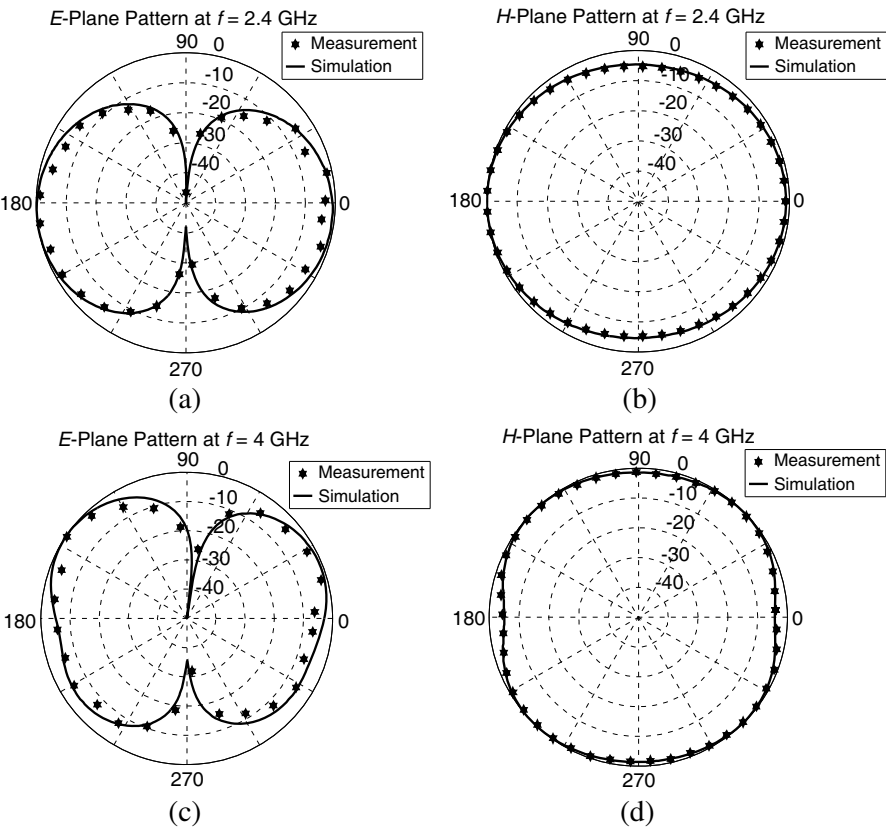 E-Plane Pattern at f = 2.4 GHz
90
0
-10
-20
-30
-40
180
0
270
Measurement
Simulation
(a)
H-Plane Pattern at f = 2.4 GHz
90
0
-10
-20
-30
-40
180
0
270
Measurement
Simulation
(b)
E-Plane Pattern at f = 4 GHz
90
0
-10
-20
-30
-40
180
0
270
Measurement
Simulation
(c)
H-Plane Pattern at f = 4 GHz
90
0
-10
-20
-30
-40
180
0
270
Measurement
Simulation
(d)